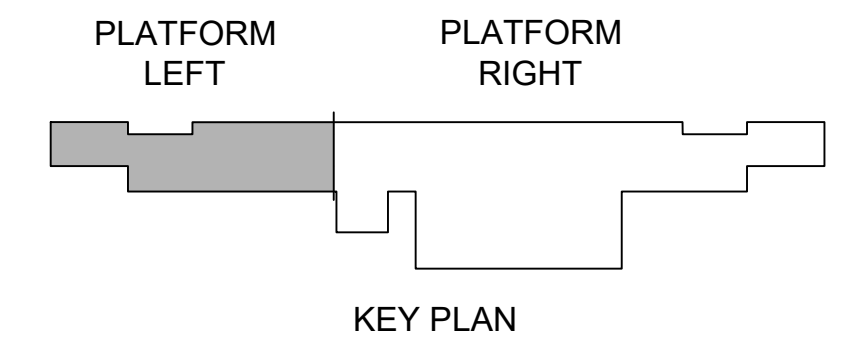 PLATFORM
LEFT
PLATFORM
RIGHT
KEY PLAN